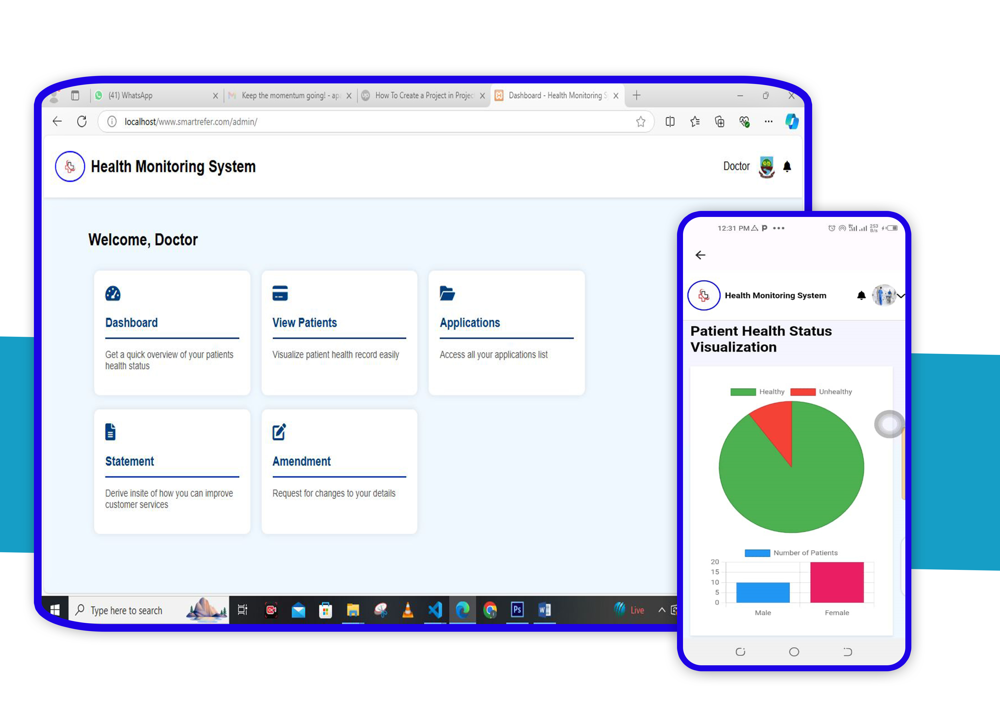 (41) WhatsApp
Keep the momentum going! - apa
How To Create a Project in Projec
Dashboard - Health Monitoring S
localhost/www.smartrefer.com/admin/
Health Monitoring System
Doctor
Welcome, Doctor
Dashboard
Get a quick overview of your patients
health status
View Patients
Visualize patient health record easily
Applications
Access all your applications list
Statement
Derive insite of how you can improve
customer services
Amendment
Request for changes to your details
Type here to search
Ps
W
Live
12:31 PM
253
B/s
Health Monitoring System
Patient Health Status
Visualization
Healthy Unhealthy
Number of Patients
20
15
10
5
0
Male Female